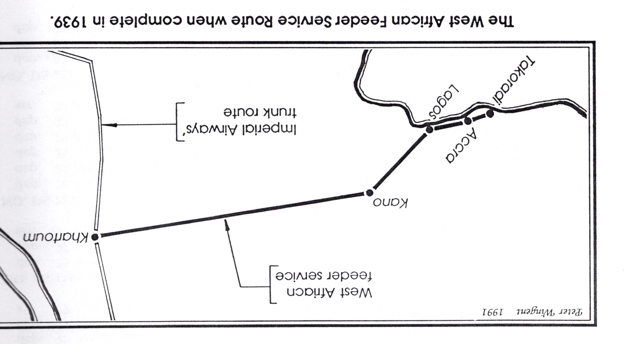 Peter Wingent 1991
West Afriacn
feeder service
Khartoum
Kano
Accra
Lagos
Takoradi
Imperial Airways'
trunk route
The West African Feeder Service Route when complete in 1939.